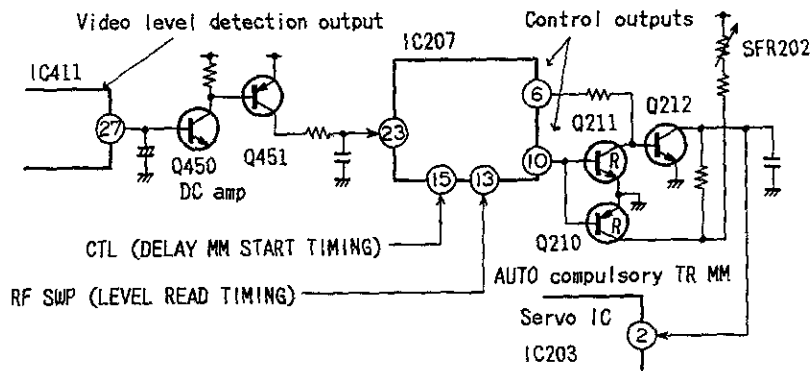 Video level detection output
IC411
27
Q450
DC amp
Q451
IC207
23
15
13
6
10
Control outputs
Q211
R
Q212
SFR202
Q210
R
CTL (DELAY MM START TIMING)
RF SWP (LEVEL READ TIMING)
AUTO compulsory TR MM
Servo IC
IC203
2